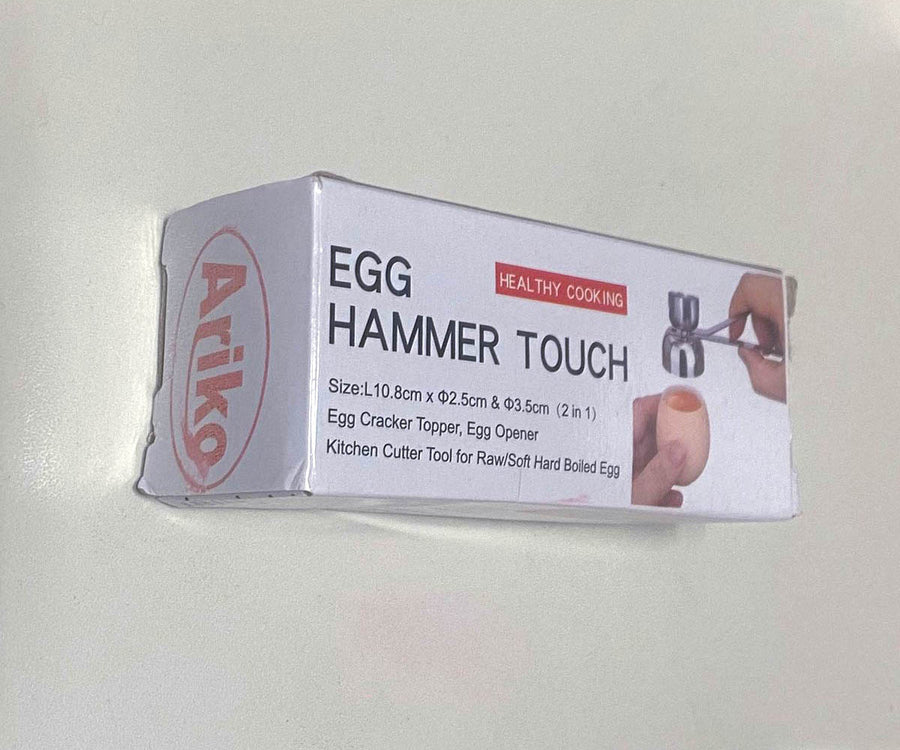 Ariko
EGG
HAMMER TOUCH
HEALTHY COOKING
Size:L10.8cm x Φ2.5cm & Φ3.5cm（2 in 1）
Egg Cracker Topper, Egg Opener
Kitchen Cutter Tool for Raw/Soft Hard Boiled Egg